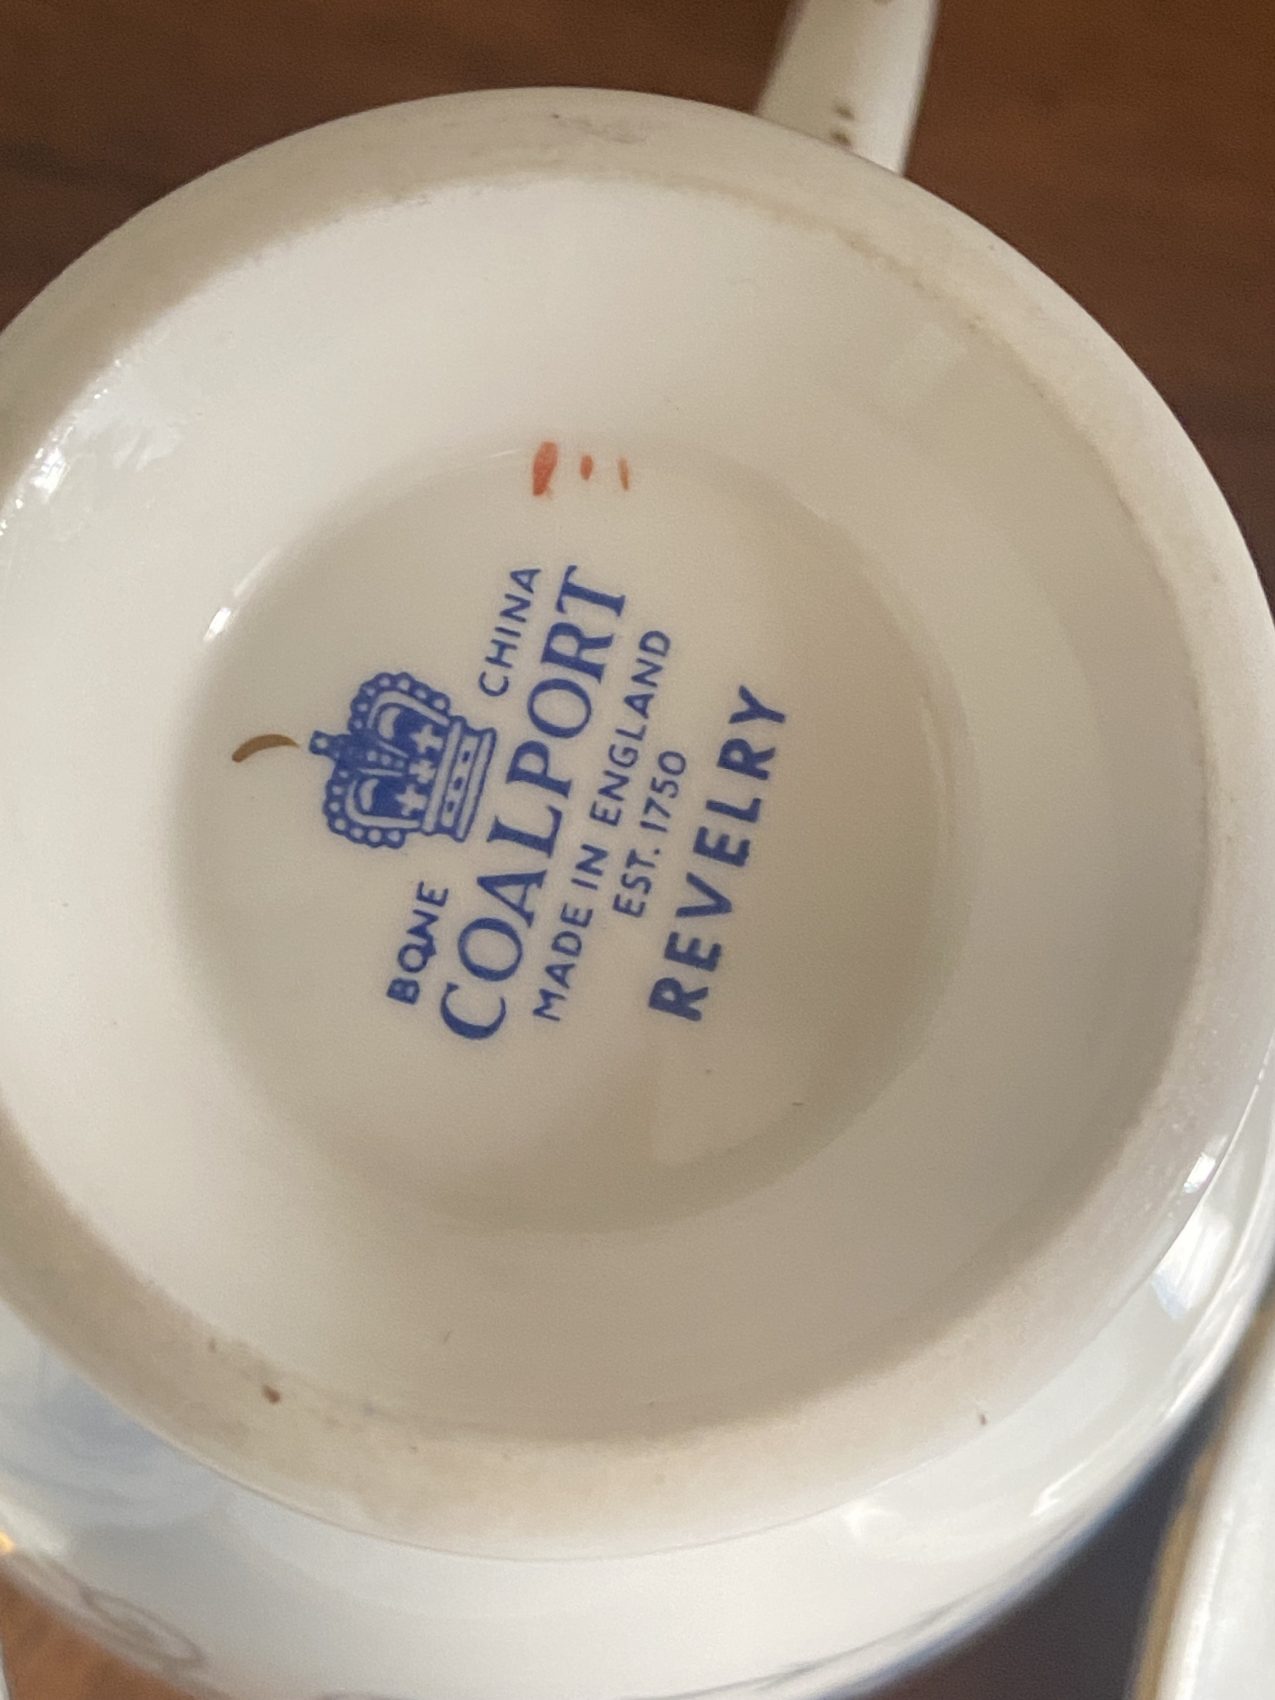 BONE CHINA
COALPORT
MADE IN ENGLAND
EST. 1750
REVELRY